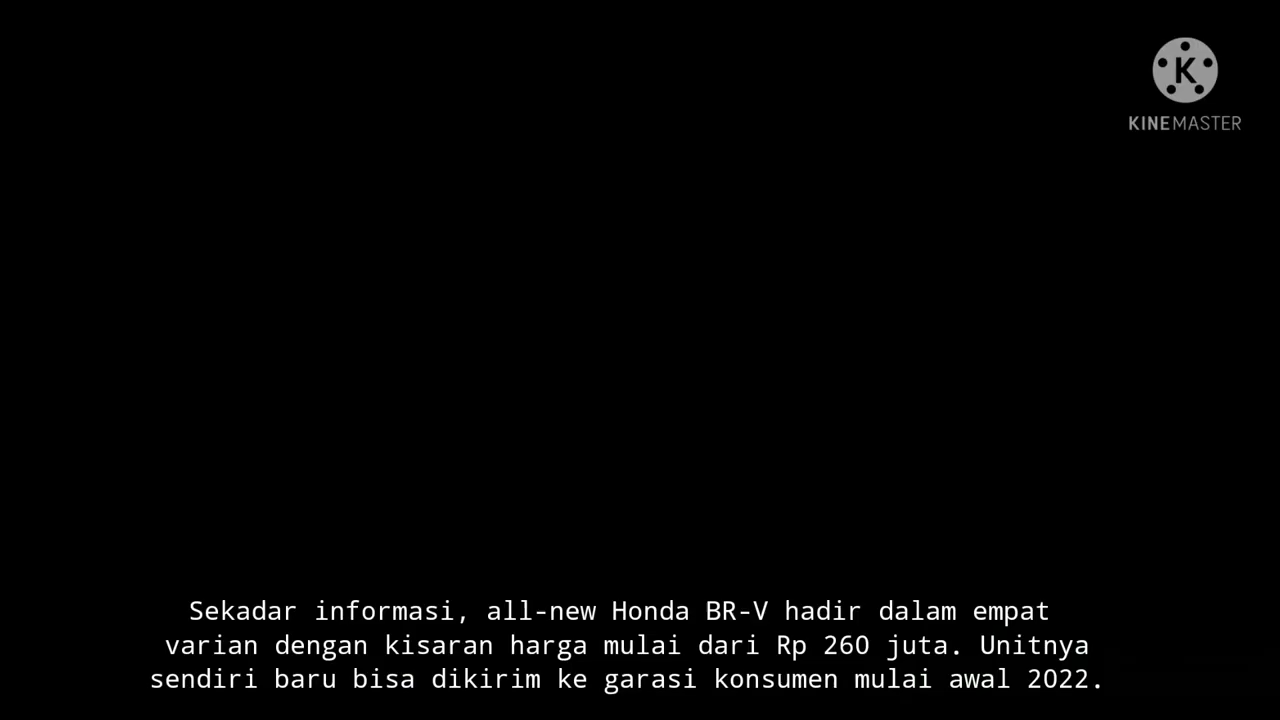 K
KINEMASTER
Sekadar informasi, all-new Honda BR-V hadir dalam empat
varian dengan kisaran harga mulai dari Rp 260 juta. Unitnya
sendiri baru bisa dikirim ke garasi konsumen mulai awal 2022.